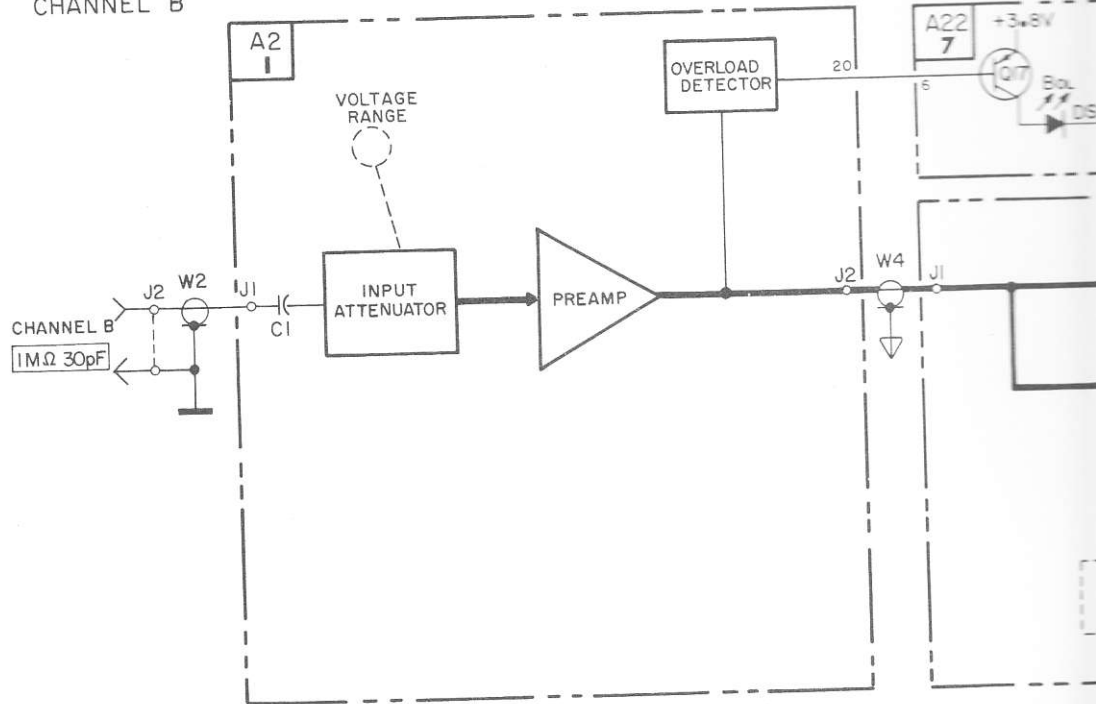 CHANNEL B
A2
1
A22
7
+3.8V
OVERLOAD
DETECTOR
20
6
Q17
BOL
DS
VOLTAGE
RANGE
J2
W2
J1
C1
INPUT
ATTENUATOR
PREAMP
J2
W4
J1
CHANNEL B
1MΩ 30pF